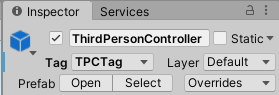 Inspector Services
ThirdPersonController Static
Tag TPCTag Layer Default
Prefab Open Select Overrides